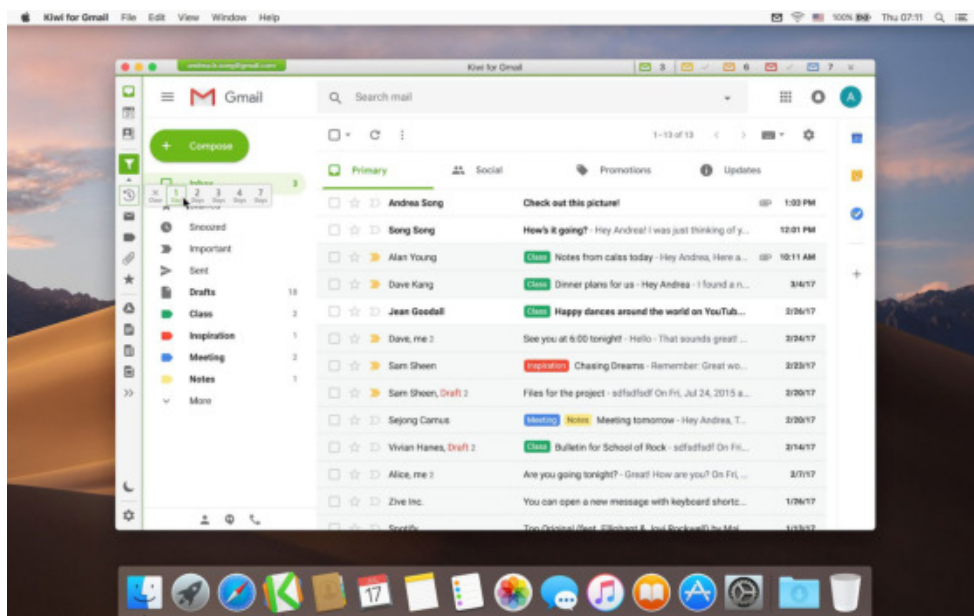 Kiwi for Gmail File Edit View Window Help 100% Thu 07:11
Kiwi for Gmail 3 6 7
Gmail Search mail A
Compose 1-13 of 13
Primary Social Promotions Updates
Inbox 3
Clear 1 Days 2 Days 3 Days 4 Days 7 Days
Andrea Song Check out this picture! 1:03 PM
Snoozed Song Song How's it going? - Hey Andrea! I was just thinking of y... 12:01 PM
Important Alan Young Class Notes from calss today - Hey Andrea, Here a... 10:11 AM
Sent
Drafts 18 Dave Kang Class Dinner plans for us - Hey Andrea - I found a n... 3/4/17
Class 2 Jean Goodall Class Happy dances around the world on YouTub... 2/26/17
Inspiration 1 Dave, me 2 See you at 6:00 tonight! - Hello - That sounds great! ... 2/24/17
Meeting 2 Sam Sheen Inspiration Chasing Dreams - Remember: Great wo... 2/23/17
Notes 1 Sam Sheen, Draft 2 Files for the project - sdfsdfsdf On Fri, Jul 24, 2015 a... 2/20/17
More
Sejong Camus Meeting Notes Meeting tomorrow - Hey Andrea, T... 2/20/17
Vivian Hanes, Draft 2 Class Bulletin for School of Rock - sdfsdfsdf On Fri... 2/14/17
Alice, me 2 Are you going tonight? - Great! How are you? On Fri, ... 2/7/17
Zive Inc. You can open a new message with keyboard shortc... 1/26/17
Spotify
17